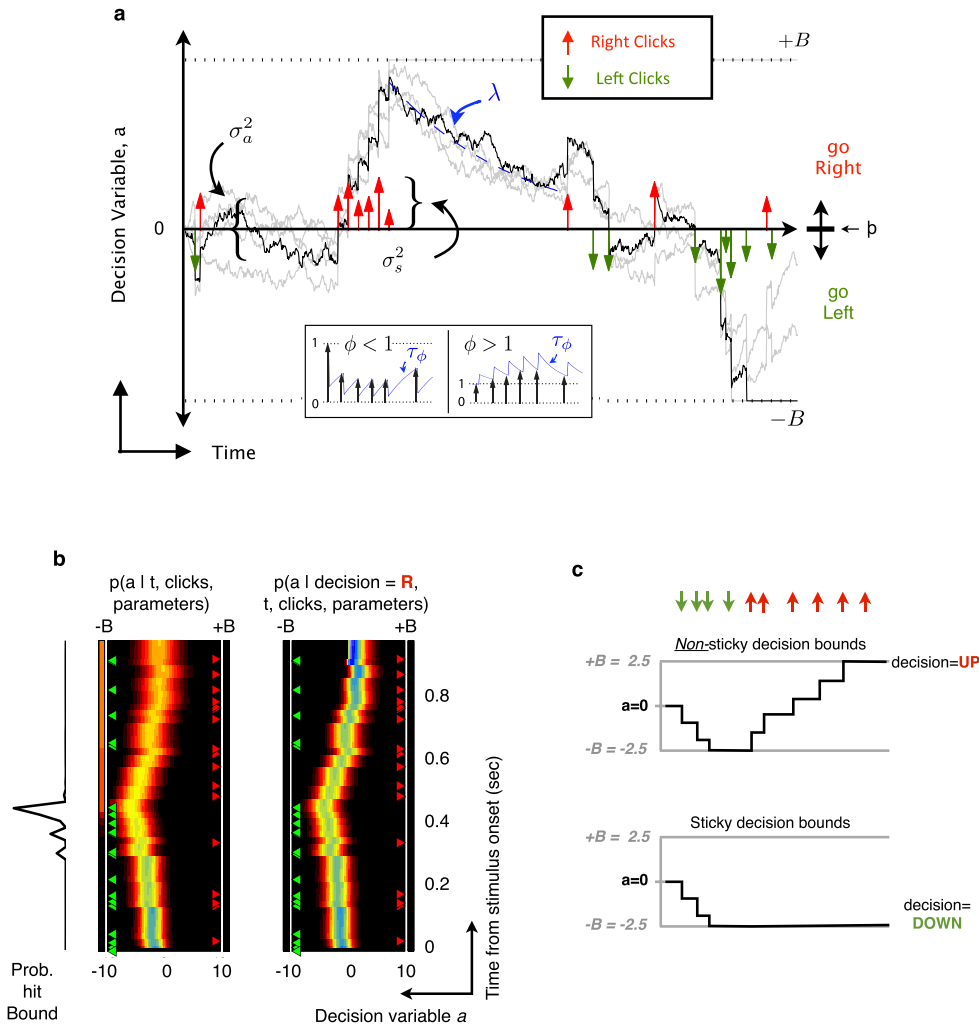 a
+B
Right Clicks
Left Clicks
λ
σ²ₐ
Decision Variable, a
0
go
Right
← þ
σ²ₛ
go
Left
1
ϕ < 1
τ_ϕ
0
ϕ > 1
τ_ϕ
1
0
−B
Time
b
p(a l t, clicks,
parameters)
-B
+B
p(a l decision = R,
t, clicks, parameters)
-B
+B
0.8
0.6
0.4
0.2
0
Time from stimulus onset (sec)
-10
0
10
-10
0
10
Prob.
hit
Bound
Decision variable a
c
Non-sticky decision bounds
+B = 2.5
decision=UP
a=0
-B = -2.5
Sticky decision bounds
+B = 2.5
a=0
-B = -2.5
decision=
DOWN